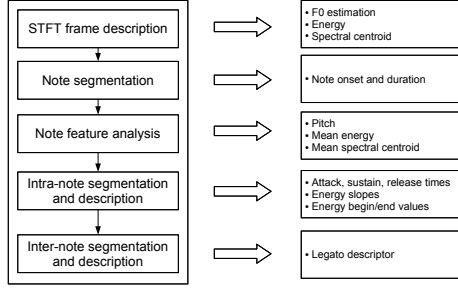 STFT frame description
• F0 estimation
• Energy
• Spectral centroid
Note segmentation
• Note onset and duration
Note feature analysis
• Pitch
• Mean energy
• Mean spectral centroid
Intra-note segmentation
and description
• Attack, sustain, release times
• Energy slopes
• Energy begin/end values
Inter-note segmentation
and description
• Legato descriptor